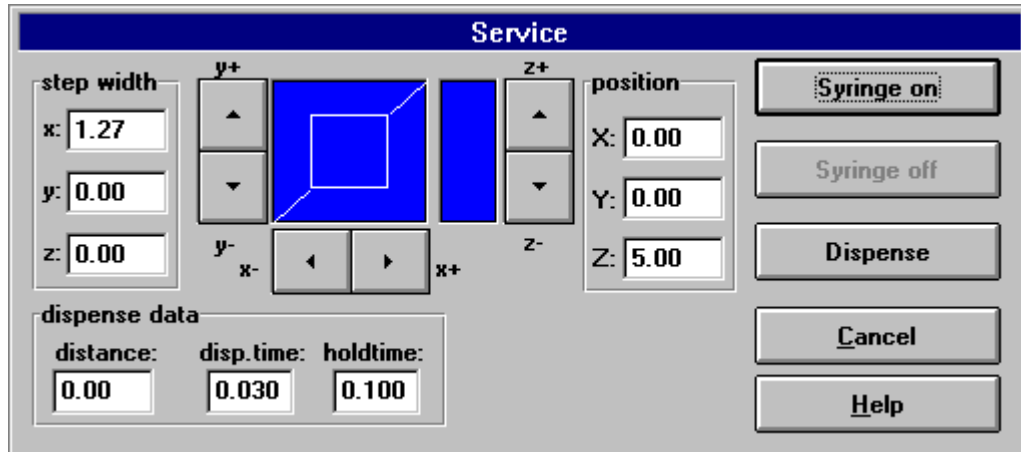 Service
step width
x: 1.27
y: 0.00
z: 0.00
y+
y-
x-
x+
z+
z-
position
X: 0.00
Y: 0.00
Z: 5.00
Syringe on
Syringe off
Dispense
Cancel
Help
dispense data
distance: disp.time: holdtime:
0.00 0.030 0.100